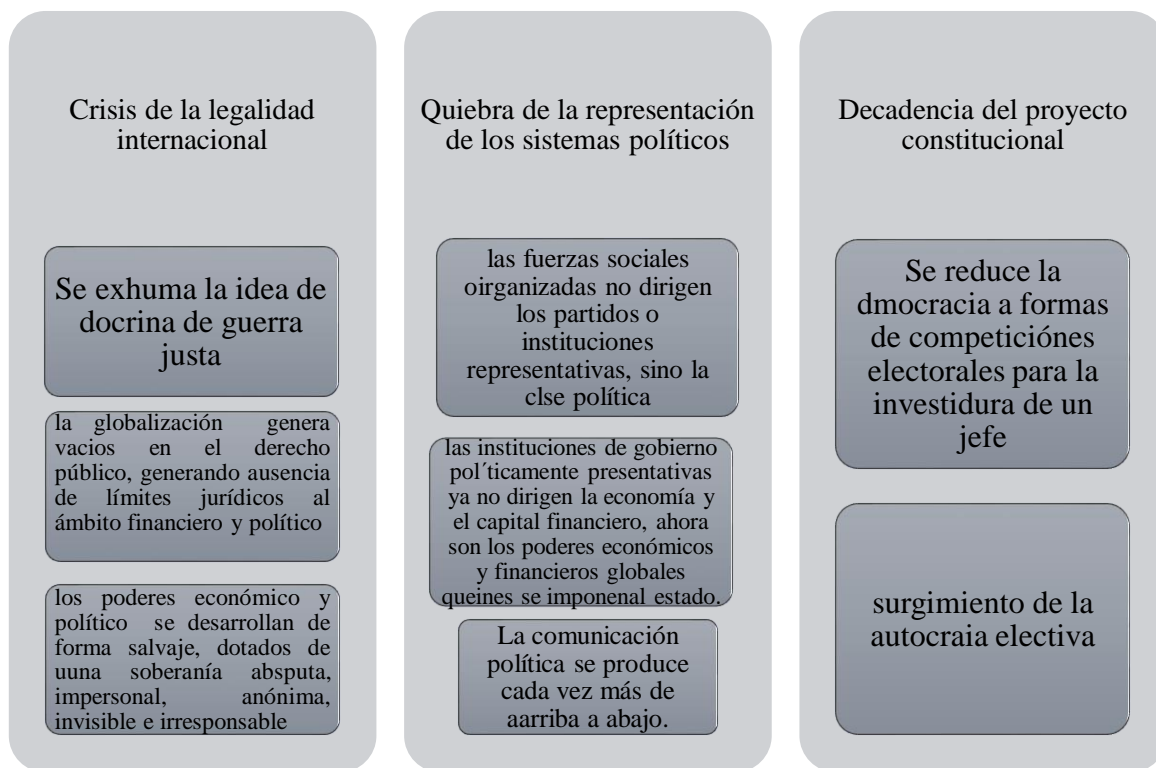 Crisis de la legalidad
internacional
Se exhuma la idea de
docrina de guerra
justa
la globalización genera
vacios en el derecho
público, generando ausencia
de límites jurídicos al
ámbito financiero y político
los poderes económico y
político se desarrollan de
forma salvaje, dotados de
uuna soberanía absputa,
impersonal, anónima,
invisible e irresponsable
Quiebra de la representación
de los sistemas políticos
las fuerzas sociales
oirganizadas no dirigen
los partidos o
instituciones
representativas, sino la
clse política
las instituciones de gobierno
pol´ticamente presentativas
ya no dirigen la economía y
el capital financiero, ahora
son los poderes económicos
y financieros globales
queines se imponenal estado.
La comunicación
política se produce
cada vez más de
aarriba a abajo.
Decadencia del proyecto
constitucional
Se reduce la
dmocracia a formas
de competiciónes
electorales para la
investidura de un
jefe
surgimiento de la
autocraia electiva